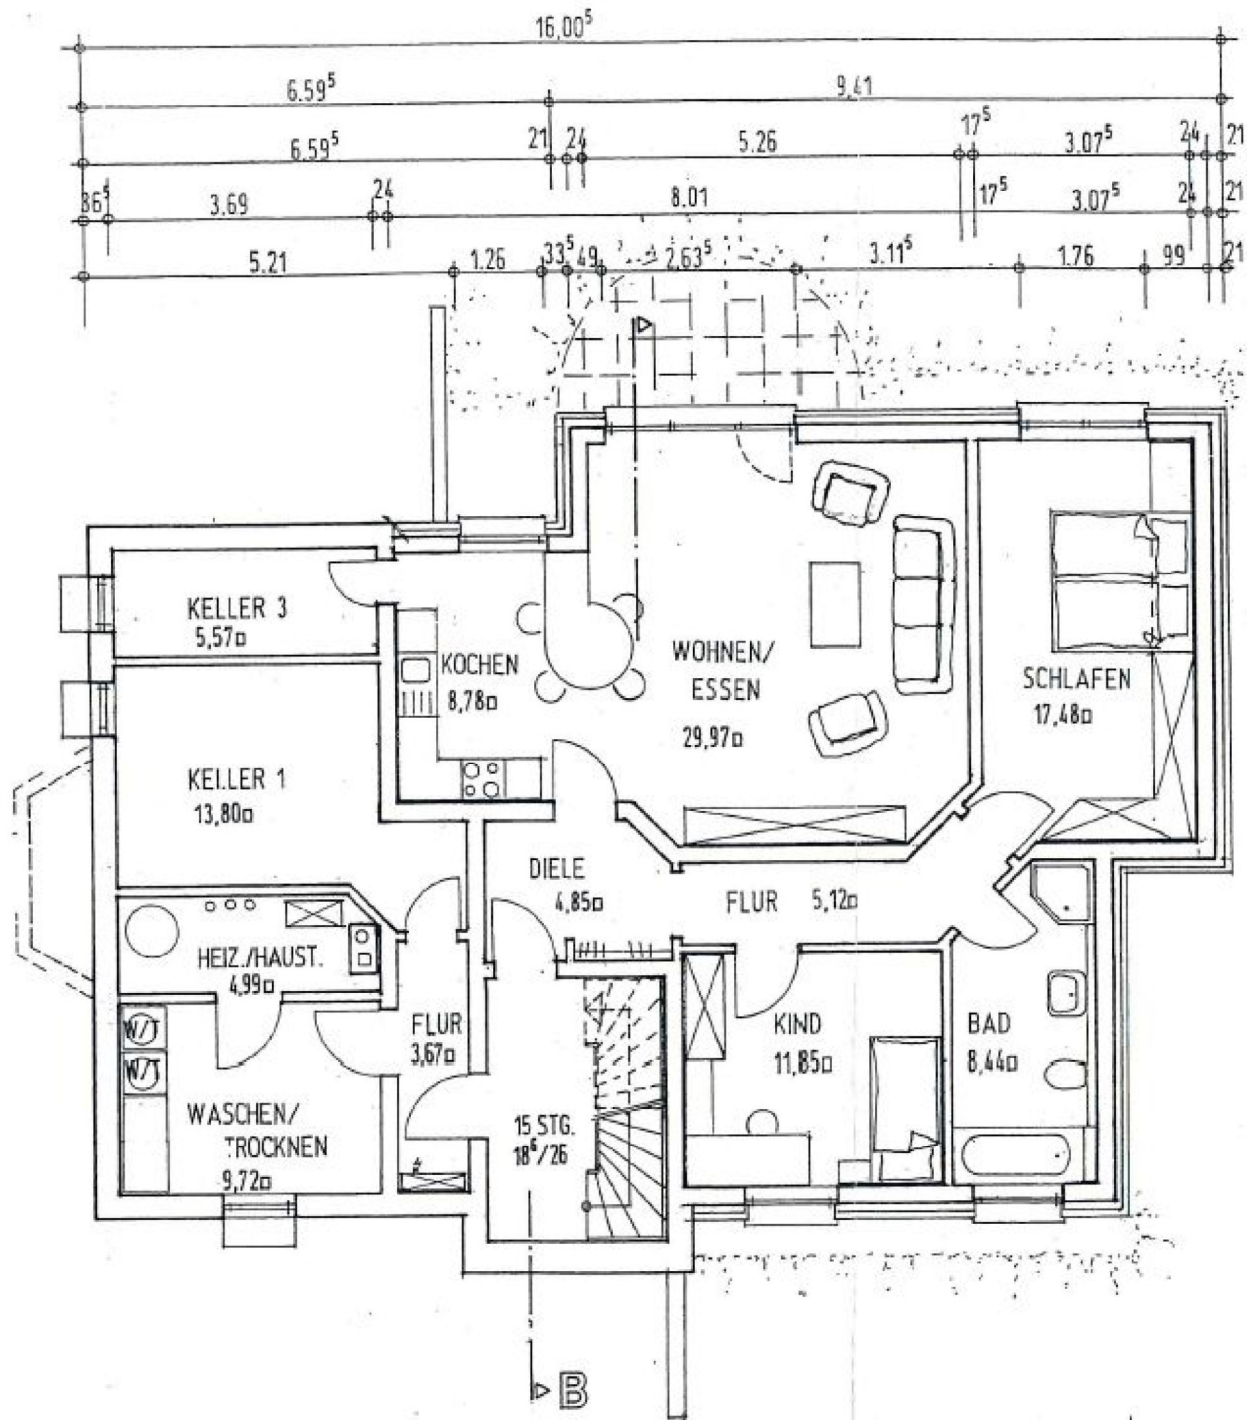 16,00⁵
6.59⁵ 9,41
6.59⁵ 21 24 5.26 17⁵ 3.07⁵ 24 21
36⁵ 3.69 24 8.01 17⁵ 3.07⁵ 24 21
5.21 1.26 33⁵ 49 2,63⁵ 3.11⁵ 1.76 99 21
KELLER 3
5,57□
KOCHEN
8,78□
WOHNEN/
ESSEN
29,97□
SCHLAFEN
17,48□
KELLER 1
13,80□
DIELE
4,85□
FLUR 5,12□
HEIZ./HAUST.
4,99□
W/T
W/T
FLUR
3,67□
KIND
11,85□
BAD
8,44□
WASCHEN/
TROCKNEN
9,72□
15 STG.
18⁶/26
B